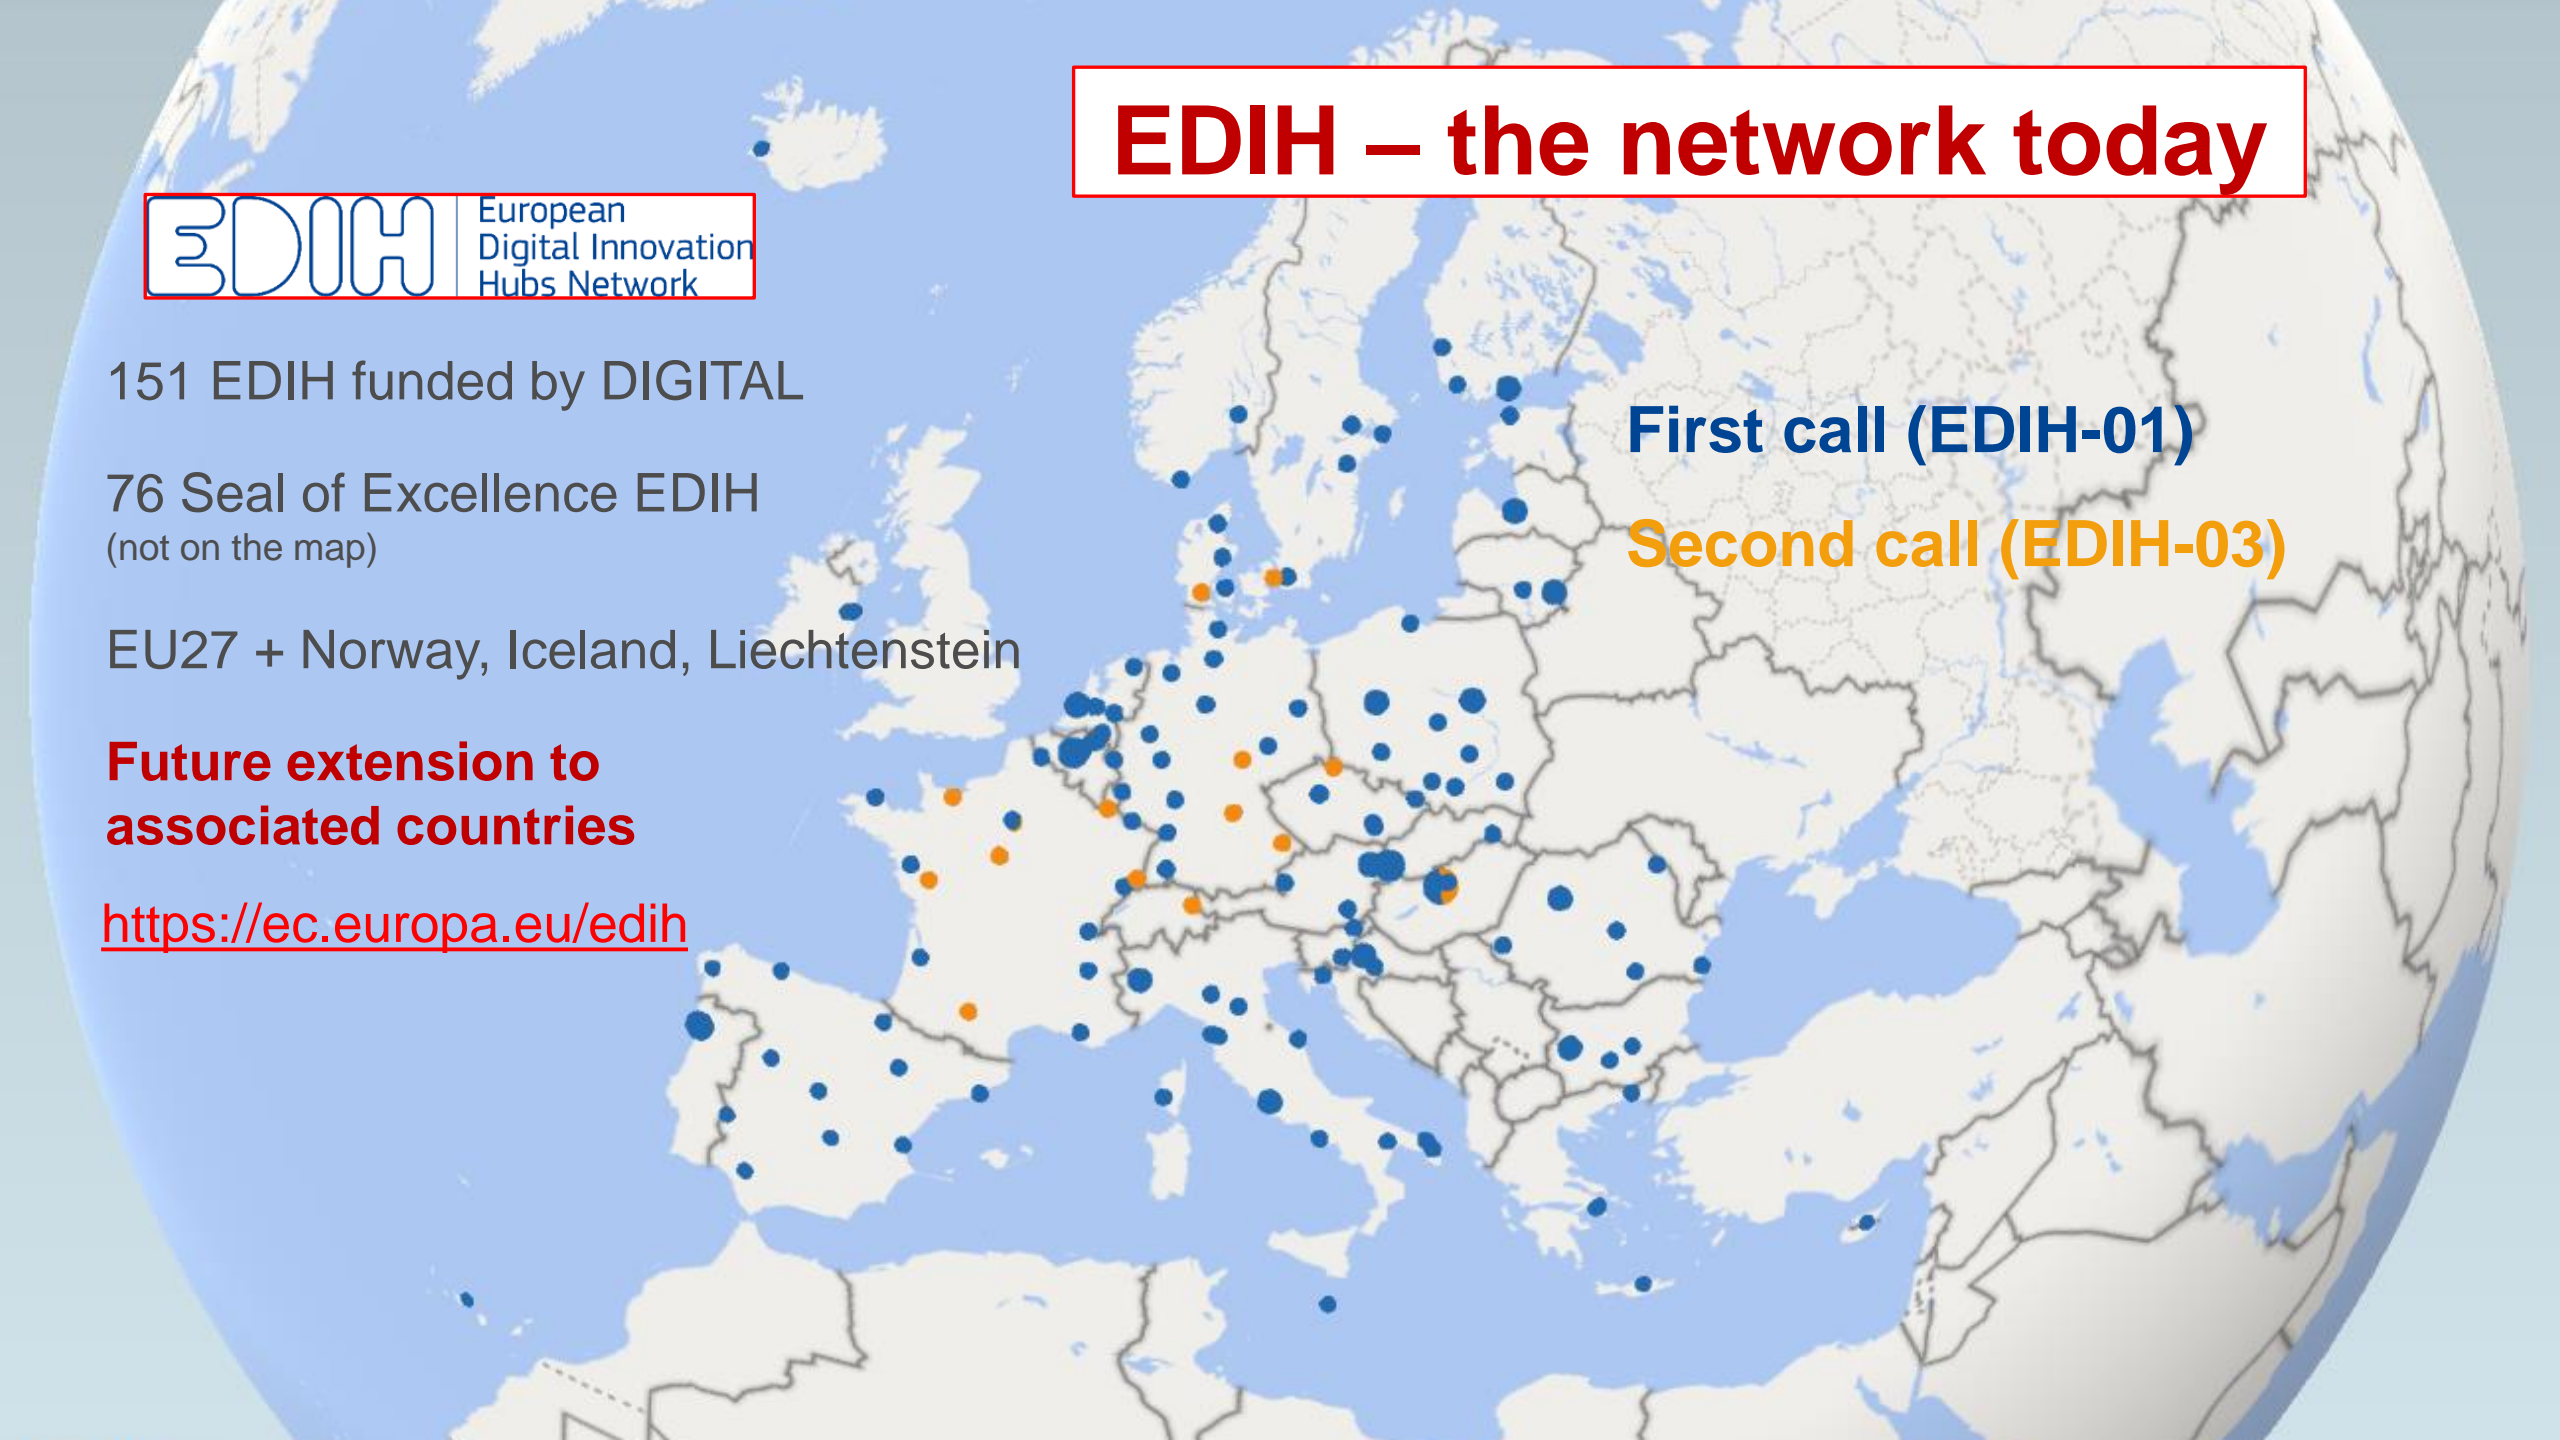 EDIH – the network today
EDIH
European
Digital Innovation
Hubs Network
151 EDIH funded by DIGITAL
76 Seal of Excellence EDIH
(not on the map)
EU27 + Norway, Iceland, Liechtenstein
Future extension to
associated countries
https://ec.europa.eu/edih
First call (EDIH-01)
Second call (EDIH-03)